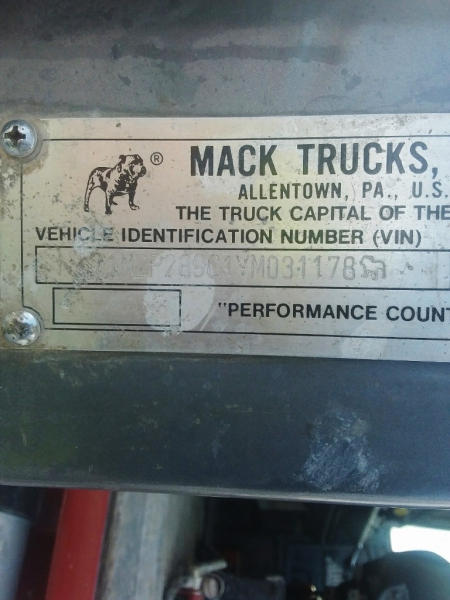 ®
MACK TRUCKS,
ALLENTOWN, PA., U.S.
THE TRUCK CAPITAL OF THE
VEHICLE IDENTIFICATION NUMBER (VIN)
"PERFORMANCE COUNT